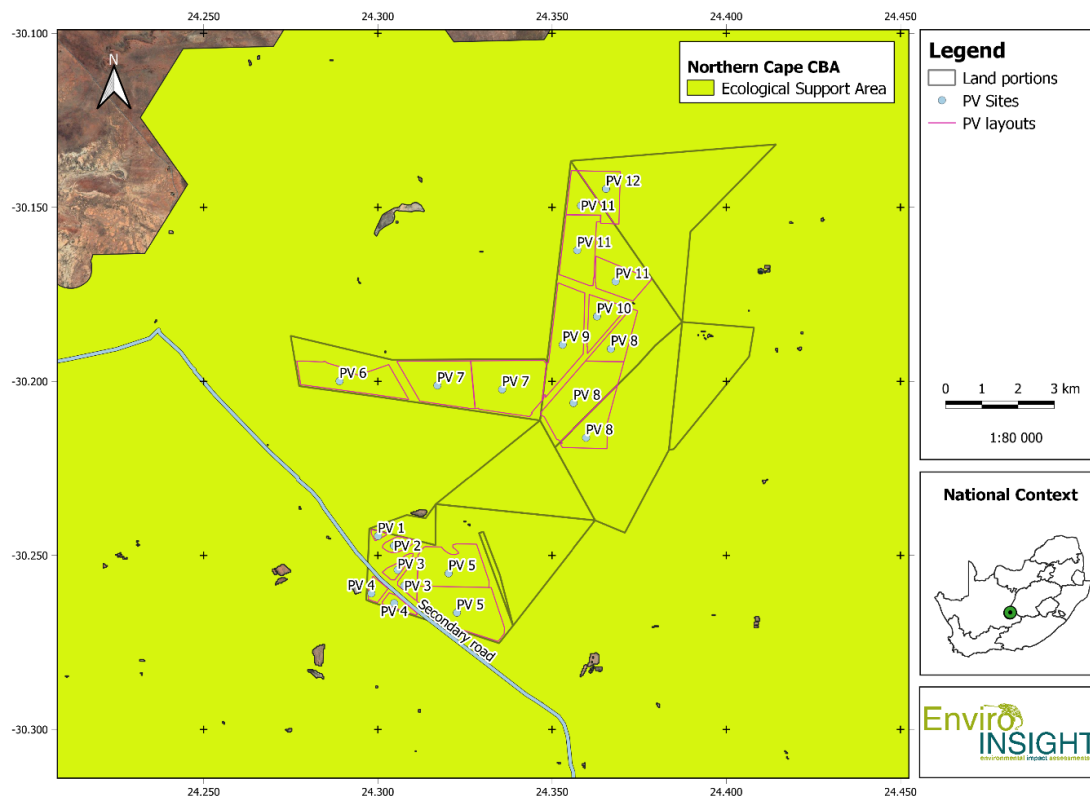 24.250 24.300 24.350 24.400 24.450
-30.100
-30.150
-30.200
-30.250
-30.300
N
Northern Cape CBA
Ecological Support Area
PV 12
PV 11
PV 11
PV 11
PV 10
PV 9
PV 8
PV 6
PV 7
PV 7
PV 8
PV 8
PV 1
PV 2
PV 3
PV 5
PV 3
PV 4
PV 4
PV 5
Secondary road
24.250 24.300 24.350 24.400 24.450
Legend
Land portions
PV Sites
PV layouts
0 1 2 3 km
1:80 000
National Context
Enviro
INSIGHT
environmental impact assessments